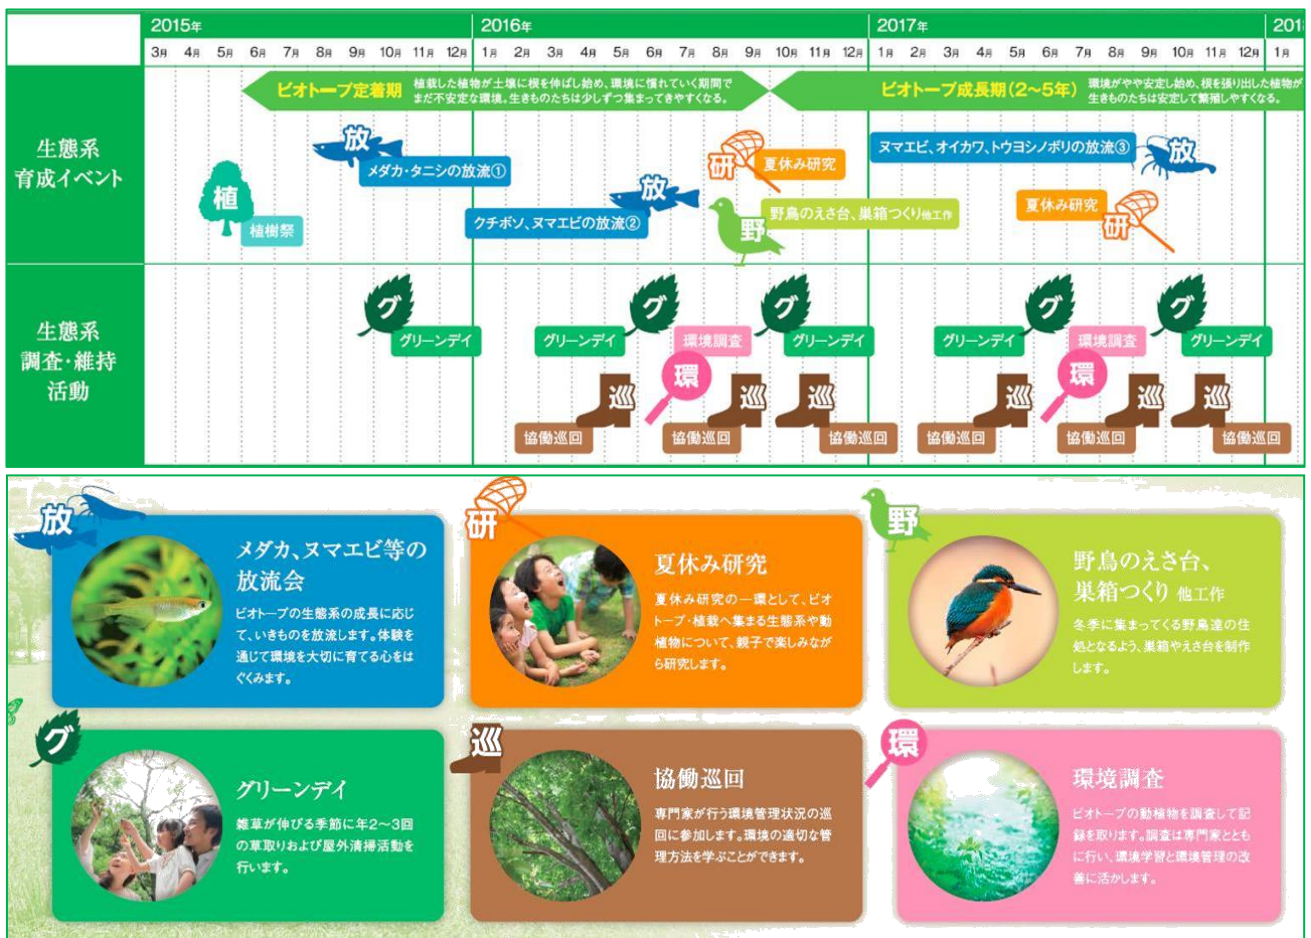 2015年 2016年 2017年 201
3月 4月 5月 6月 7月 8月 9月 10月 11月 12月 1月 2月 3月 4月 5月 6月 7月 8月 9月 10月 11月 12月 1月 2月 3月 4月 5月 6月 7月 8月 9月 10月 11月 12月 1月
生態系
育成イベント
ビオトープ定着期
植栽した植物が土壌に根を伸ばし始め、環境に慣れていく期間で
まだ不安定な環境。生きものたちは少しずつ集まってきやすくなる。
ビオトープ成長期(2〜5年)
環境がやや安定し始め、根を張り出した植物が
生きものたちは安定して繁殖しやすくなる。
植
植樹祭
放
メダカ・タニシの放流①
放
クチボソ、ヌマエビの放流②
研
夏休み研究
野
野鳥のえさ台、巣箱つくり他工作
ヌマエビ、オイカワ、トウヨシノボリの放流③
放
夏休み研究
研
生態系
調査・維持
活動
グ
グリーンデイ
グ
グリーンデイ
環境調査
環
グ
グリーンデイ
巡
協働巡回
巡
協働巡回
巡
協働巡回
グ
グリーンデイ
環境調査
環
グ
グリーンデイ
巡
協働巡回
巡
協働巡回
巡
協働巡回
放
メダカ、ヌマエビ等の
放流会
ビオトープの生態系の成長に応じ
て、いきものを放流します。体験を
通じて環境を大切に育てる心をは
ぐくみます。
研
夏休み研究
夏休み研究の一環として、ビオ
トープ・植栽へ集まる生態系や動
植物について、親子で楽しみなが
ら研究します。
野
野鳥のえさ台、
巣箱つくり 他工作
冬季に集まってくる野鳥達の住
処となるよう、巣箱やえさ台を制作
します。
グ
グリーンデイ
雑草が伸びる季節に年2〜3回
の草取りおよび屋外清掃活動を
行います。
巡
協働巡回
専門家が行う環境管理状況の巡
回に参加します。環境の適切な管
理方法を学ぶことができます。
環
環境調査
ビオトープの動植物を調査して記
録を取ります。調査は専門家ととも
に行い、環境学習と環境管理の改
善に活かします。